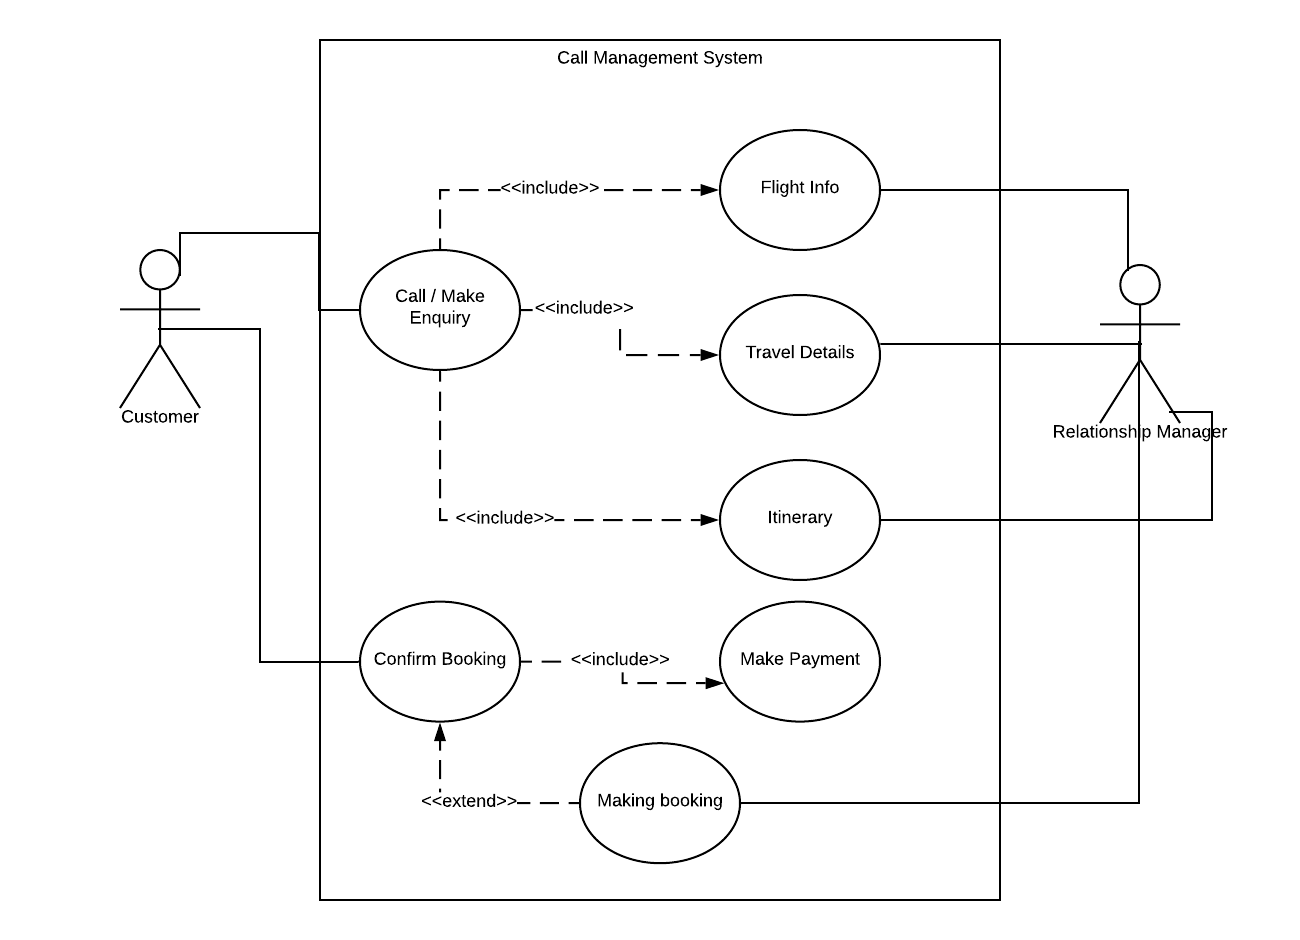 Call Management System
<<include>>
Flight Info
Call / Make
Enquiry
<<include>>
Travel Details
Customer
Relationship Manager
<<include>>
Itinerary
Confirm Booking
<<include>>
Make Payment
<<extend>>
Making booking